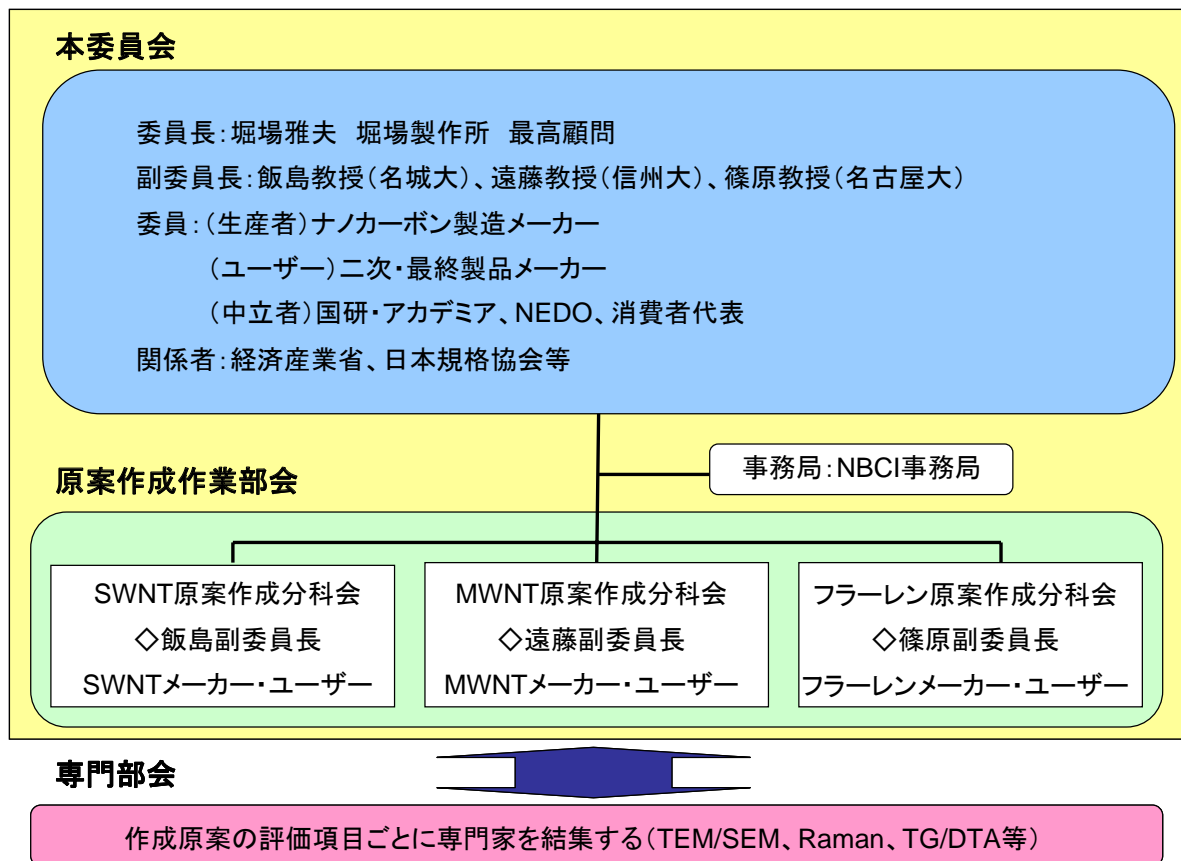 本委員会
委員長：堀場雅夫　堀場製作所　最高顧問
副委員長：飯島教授（名城大）、遠藤教授（信州大）、篠原教授（名古屋大）
委員：（生産者）ナノカーボン製造メーカー
（ユーザー）二次・最終製品メーカー
（中立者）国研・アカデミア、NEDO、消費者代表
関係者：経済産業省、日本規格協会等
事務局：NBCI事務局
原案作成作業部会
SWNT原案作成分科会
◇飯島副委員長
SWNTメーカー・ユーザー
MWNT原案作成分科会
◇遠藤副委員長
MWNTメーカー・ユーザー
フラーレン原案作成分科会
◇篠原副委員長
フラーレンメーカー・ユーザー
専門部会
作成原案の評価項目ごとに専門家を結集する（TEM/SEM、Raman、TG/DTA等）